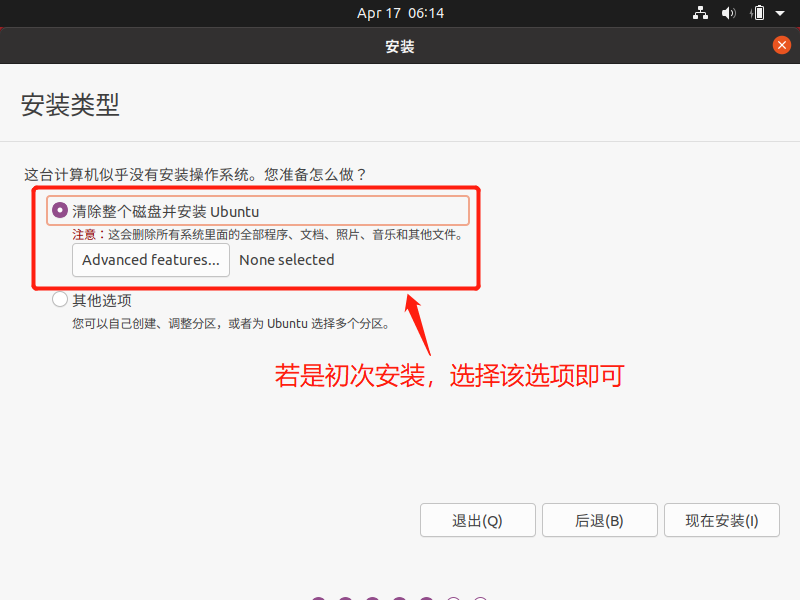 Apr 17 06:14
安装
安装类型
这台计算机似乎没有安装操作系统。您准备怎么做？
清除整个磁盘并安装 Ubuntu
注意：这会删除所有系统里面的全部程序、文档、照片、音乐和其他文件。
Advanced features... None selected
其他选项
您可以自己创建、调整分区，或者为 Ubuntu 选择多个分区。
若是初次安装，选择该选项即可
退出(Q) 后退(B) 现在安装(I)